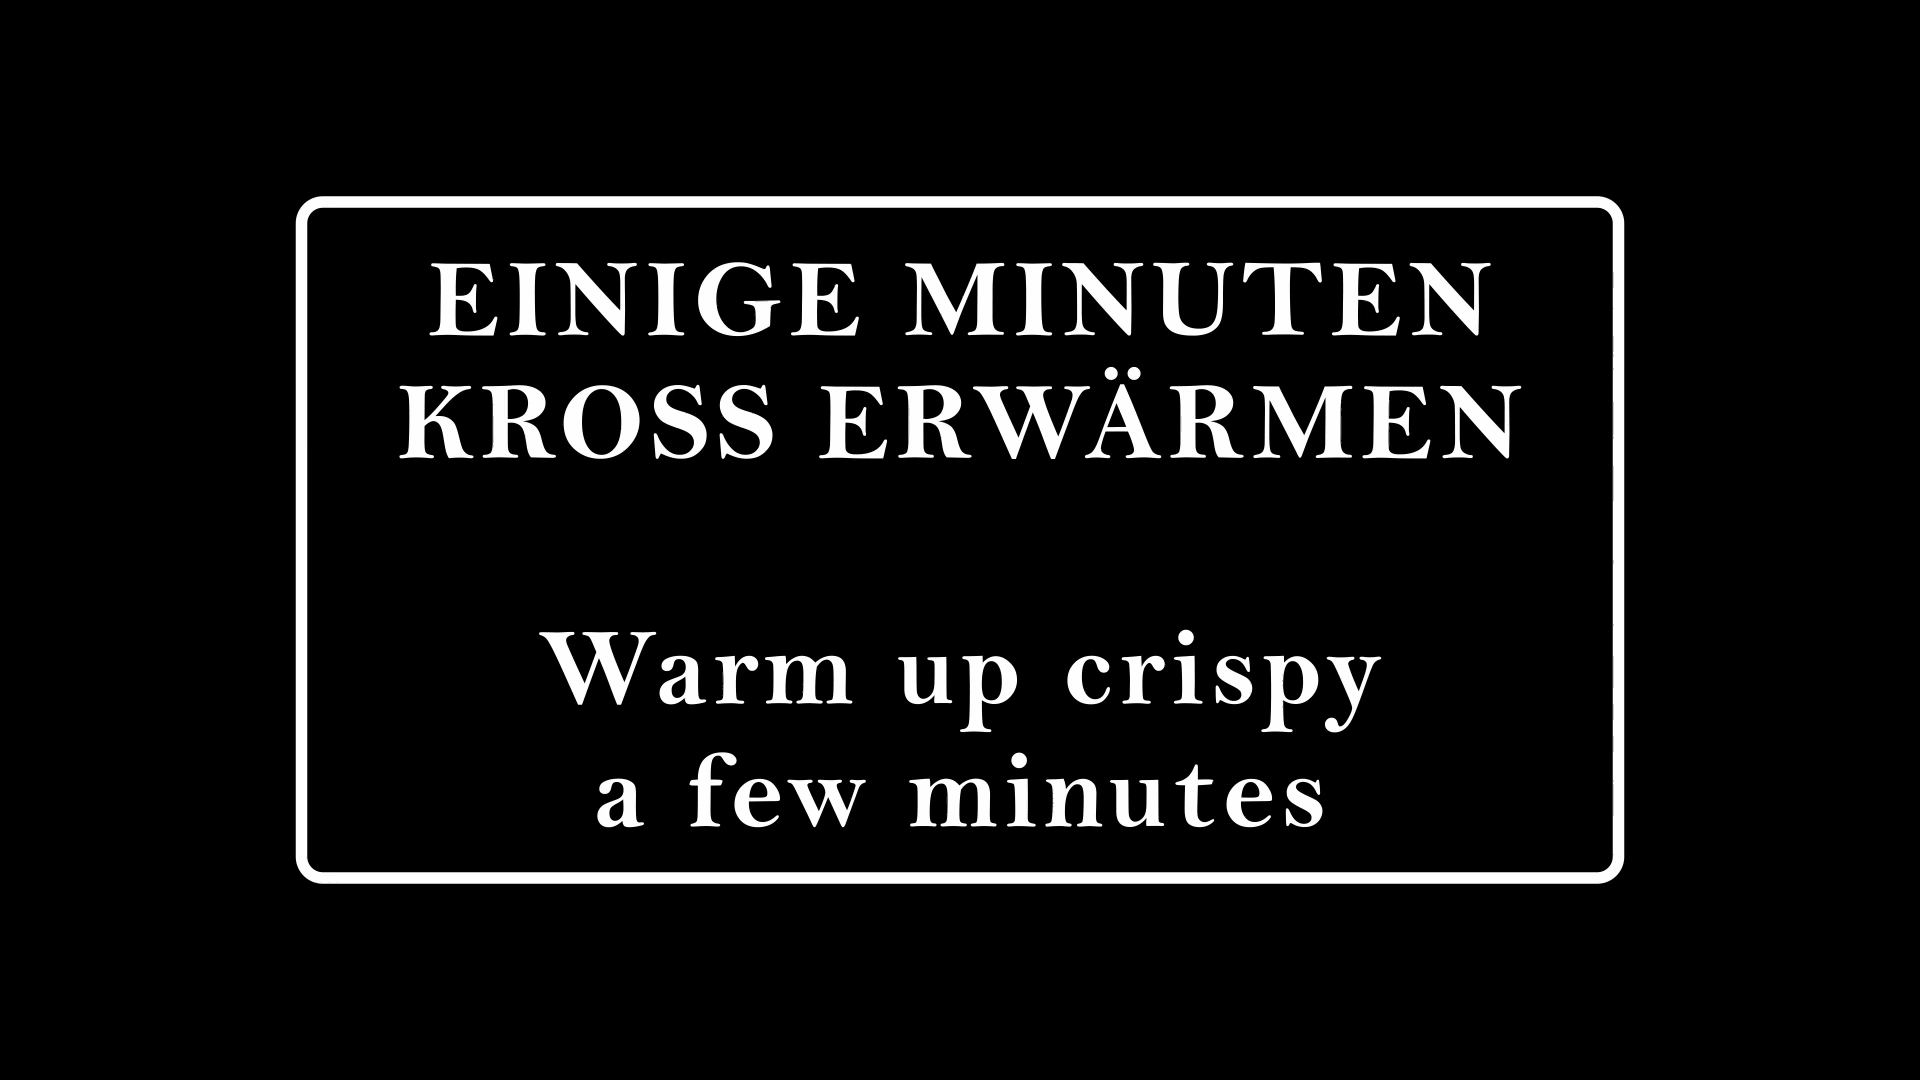 EINIGE MINUTEN
KROSS ERWÄRMEN
Warm up crispy
a few minutes